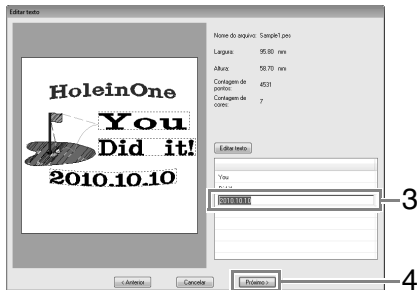 Editar texto
Nome do arquivo: Sample1.pes
Largura: 95.80 mm
Altura: 58.70 mm
Contagem de pontos: 4531
Contagem de cores: 7
HoleinOne
You
Did it!
2010.10.10
Editar texto
You
2010.10.10
3
< Anterior
Cancelar
Próximo >
4